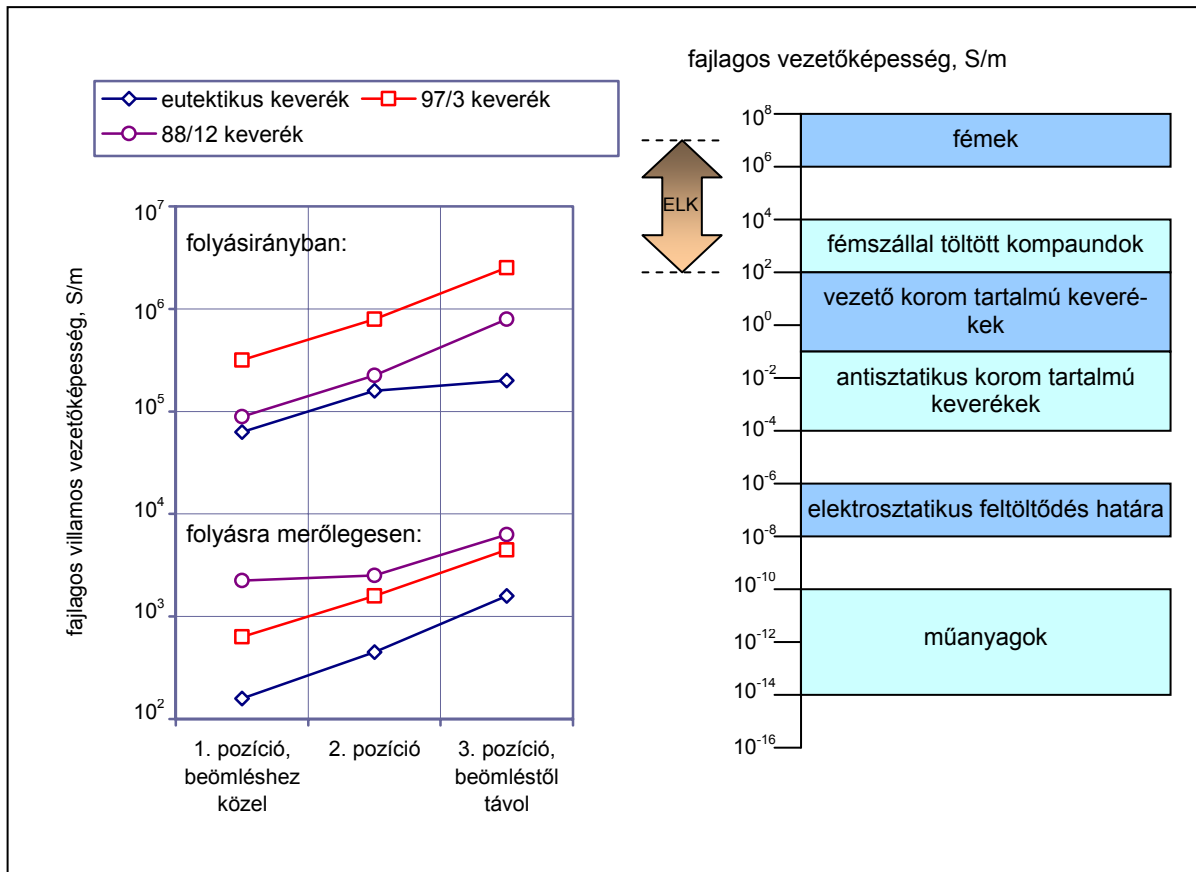 fajlagos vezetőképesség, S/m
eutektikus keverék
97/3 keverék
88/12 keverék
fajlagos villamos vezetőképesség, S/m
10^7
10^6
10^5
10^4
10^3
10^2
folyásirányban:
folyásra merőlegesen:
1. pozíció,
beömléshez
közel
2. pozíció
3. pozíció,
beömléstől
távol
ELK
10^8
10^6
10^4
10^2
10^0
10^-2
10^-4
10^-6
10^-8
10^-10
10^-12
10^-14
10^-16
fémek
fémszállal töltött kompaundok
vezető korom tartalmú keveré-
kek
antisztatikus korom tartalmú
keverékek
elektrosztatikus feltöltődés határa
műanyagok